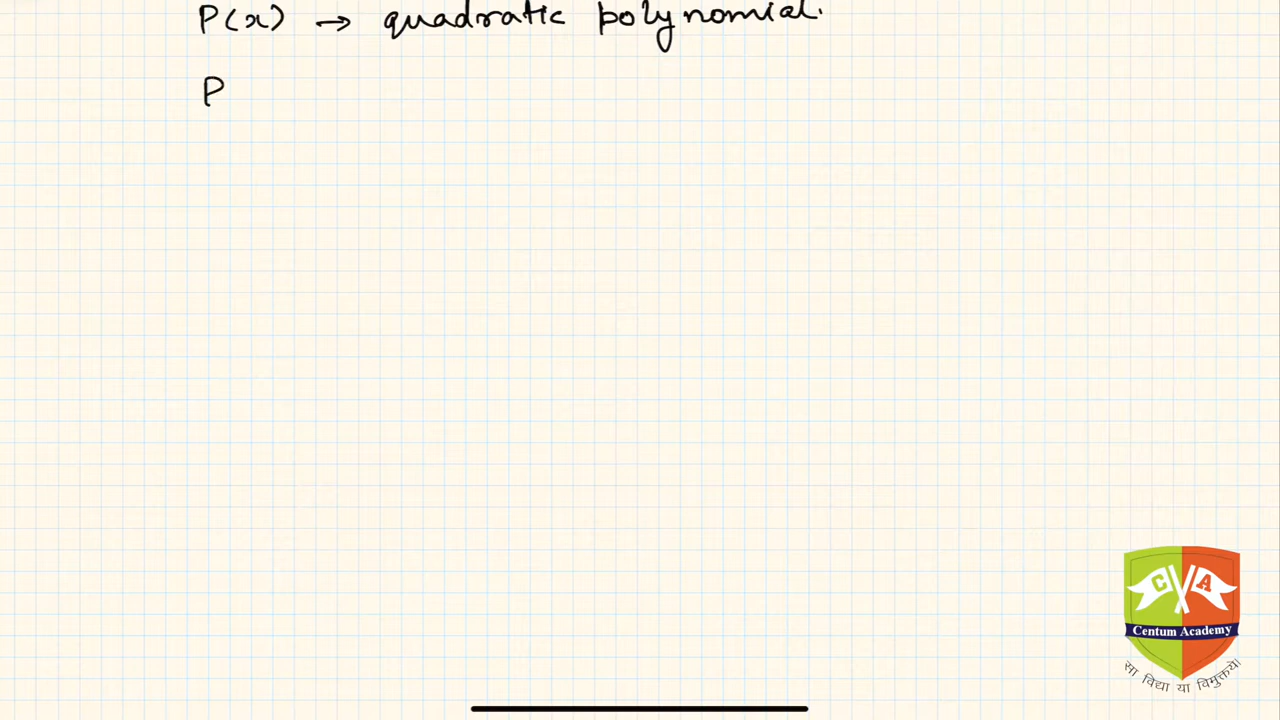 P(x) → quadratic polynomial.
P
C A
Centum Academy
सा विद्या या विमुक्तये